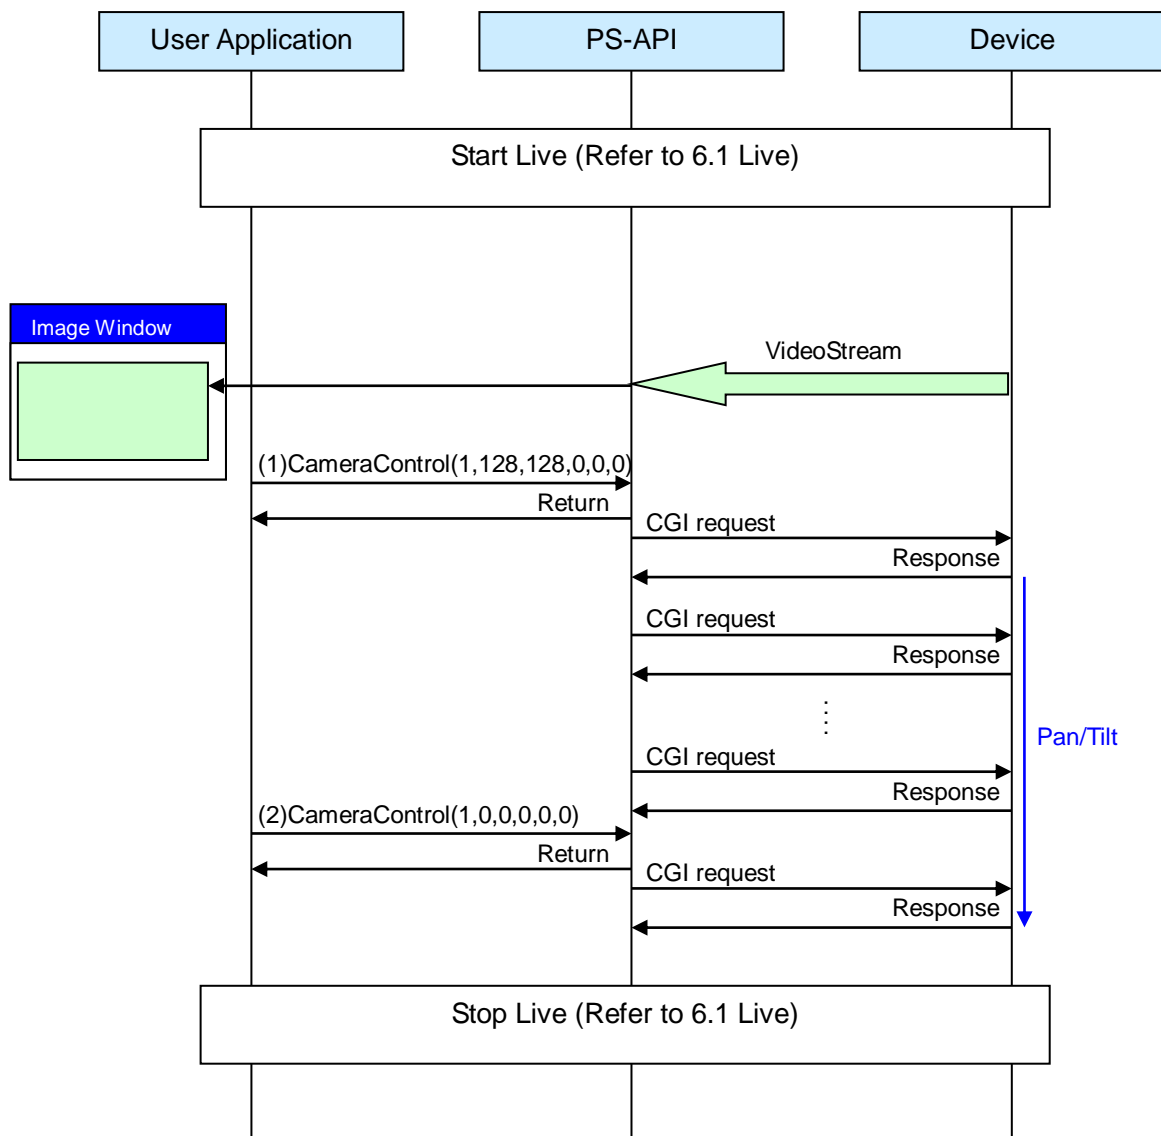 User Application
PS-API
Device
Start Live (Refer to 6.1 Live)
Image Window
VideoStream
(1)CameraControl(1,128,128,0,0,0)
Return
CGI request
Response
CGI request
Response
Pan/Tilt
CGI request
Response
(2)CameraControl(1,0,0,0,0,0)
Return
CGI request
Response
Stop Live (Refer to 6.1 Live)